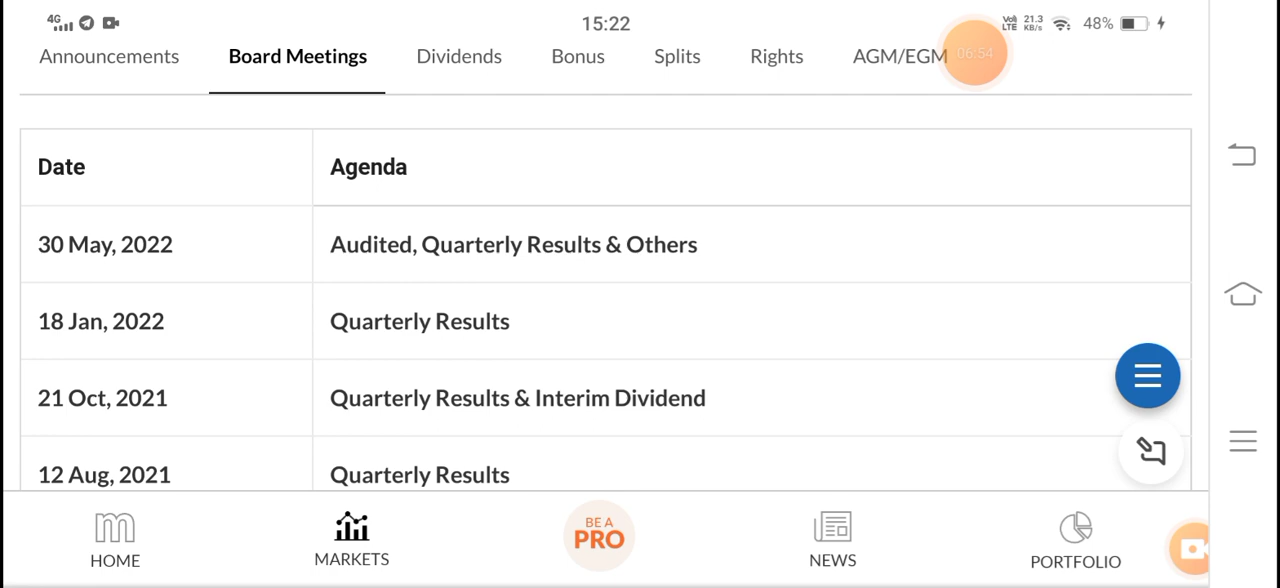 4G 15:22 VoLTE 21.3 KB/s 48%
Announcements Board Meetings Dividends Bonus Splits Rights AGM/EGM 06:54
Date Agenda
30 May, 2022 Audited, Quarterly Results & Others
18 Jan, 2022 Quarterly Results
21 Oct, 2021 Quarterly Results & Interim Dividend
12 Aug, 2021 Quarterly Results
m BE A PRO
HOME MARKETS NEWS PORTFOLIO